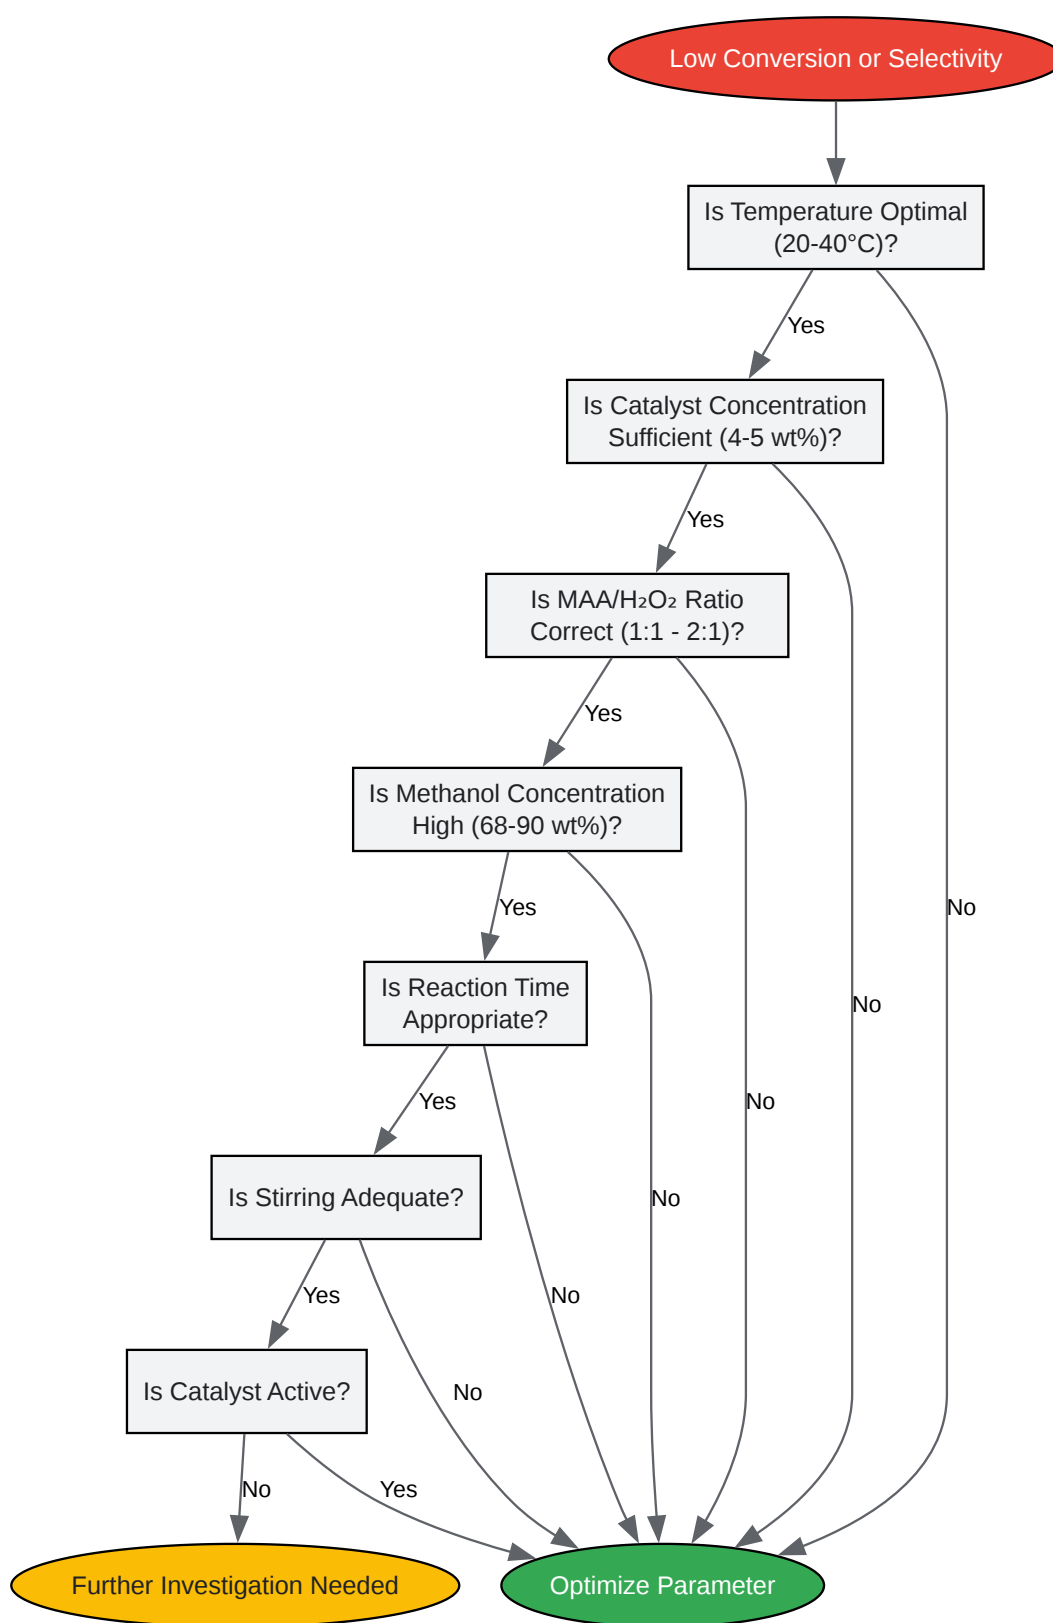 Low Conversion or Selectivity
Is Temperature Optimal
(20-40°C)?
Yes
Is Catalyst Concentration
Sufficient (4-5 wt%)?
Yes
Is MAA/H₂O₂ Ratio
Correct (1:1 - 2:1)?
Yes
Is Methanol Concentration
High (68-90 wt%)?
Yes
No
Is Reaction Time
Appropriate?
No
Yes
No
Is Stirring Adequate?
No
Yes
No
Is Catalyst Active?
No
No
Yes
Further Investigation Needed
Optimize Parameter